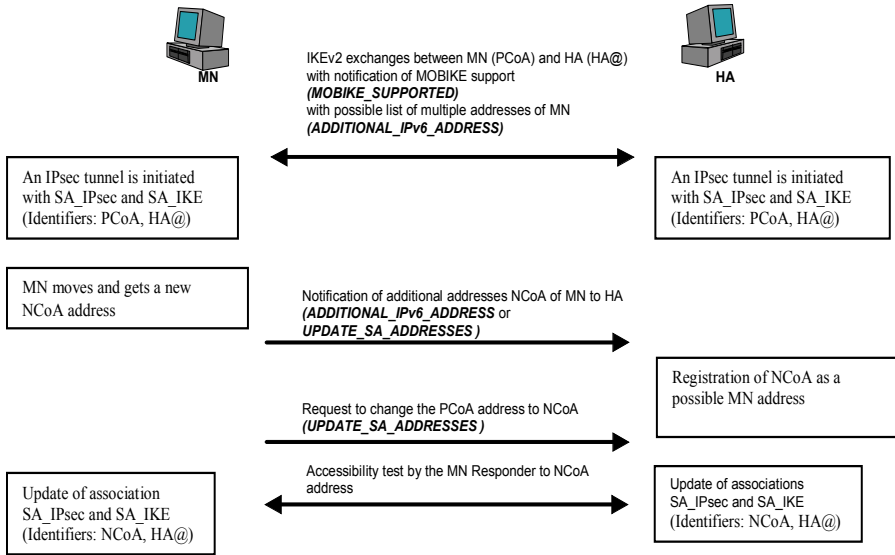 MN
HA
IKEv2 exchanges between MN (PCoA) and HA (HA@)
with notification of MOBIKE support
(MOBIKE_SUPPORTED)
with possible list of multiple addresses of MN
(ADDITIONAL_IPv6_ADDRESS)
An IPsec tunnel is initiated
with SA_IPsec and SA_IKE
(Identifiers: PCoA, HA@)
An IPsec tunnel is initiated
with SA_IPsec and SA_IKE
(Identifiers: PCoA, HA@)
MN moves and gets a new
NCoA address
Notification of additional addresses NCoA of MN to HA
(ADDITIONAL_IPv6_ADDRESS or
UPDATE_SA_ADDRESSES )
Registration of NCoA as a
possible MN address
Request to change the PCoA address to NCoA
(UPDATE_SA_ADDRESSES )
Accessibility test by the MN Responder to NCoA
address
Update of association
SA_IPsec and SA_IKE
(Identifiers: NCoA, HA@)
Update of associations
SA_IPsec and SA_IKE
(Identifiers: NCoA, HA@)